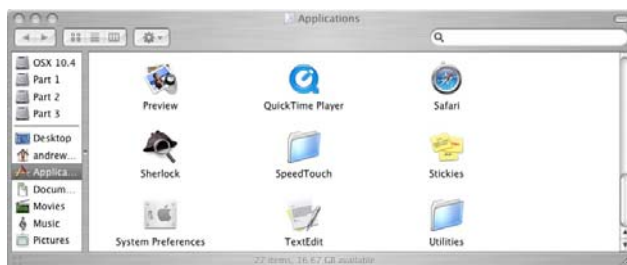 Applications
OSX 10.4
Part 1
Part 2
Part 3
Desktop
andrew...
Applica...
Docum...
Movies
Music
Pictures
Preview
QuickTime Player
Safari
Sherlock
SpeedTouch
Stickies
System Preferences
TextEdit
Utilities
27 items, 16.67 GB available